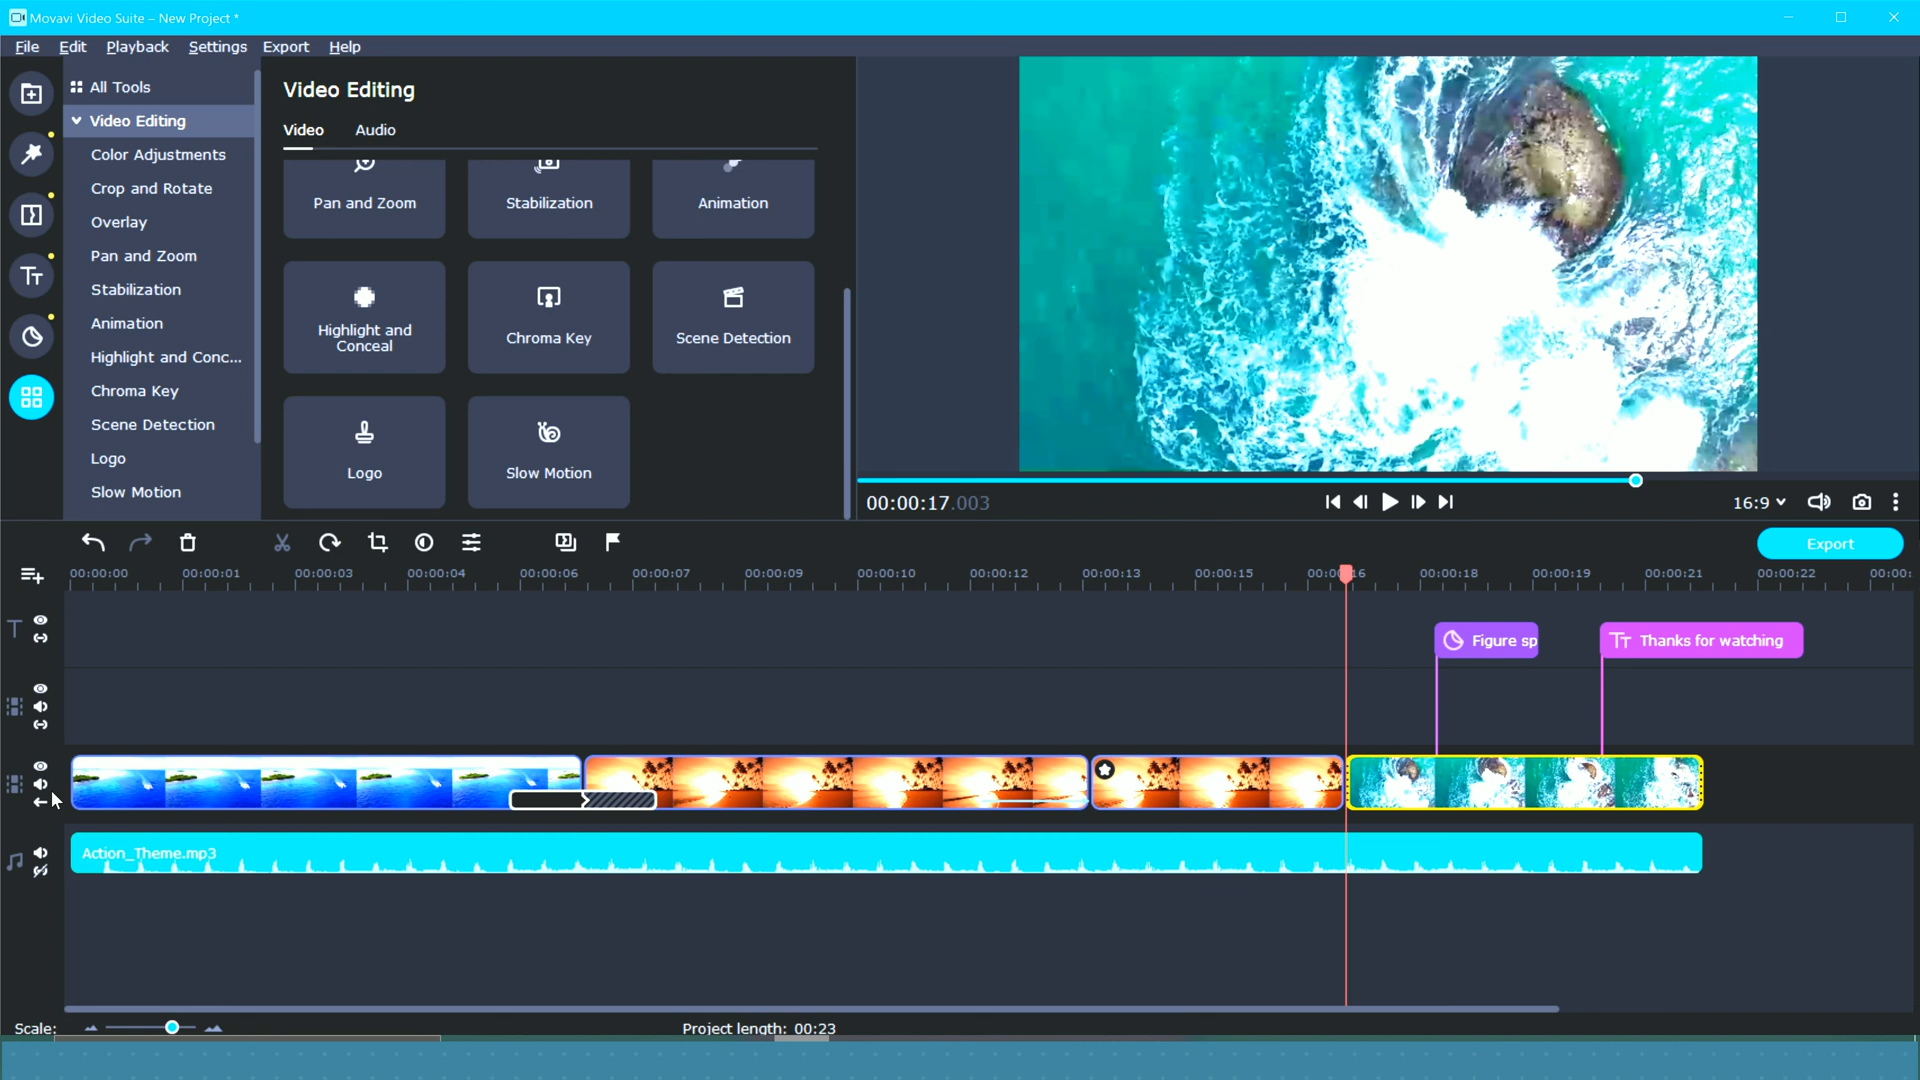 Movavi Video Suite – New Project *
File Edit Playback Settings Export Help
All Tools
Video Editing
Color Adjustments
Crop and Rotate
Overlay
Pan and Zoom
Stabilization
Animation
Highlight and Conc...
Chroma Key
Scene Detection
Logo
Slow Motion
Video Editing
Video Audio
Pan and Zoom Stabilization Animation
Highlight and
Conceal
Chroma Key Scene Detection
Logo Slow Motion
00:00:17.003
16:9
Export
00:00:00 00:00:01 00:00:03 00:00:04 00:00:06 00:00:07 00:00:09 00:00:10 00:00:12 00:00:13 00:00:15 00:00:16 00:00:18 00:00:19 00:00:21 00:00:22 00:00:
Figure sp
Tт Thanks for watching
Action_Theme.mp3
Scale:
Project length: 00:23